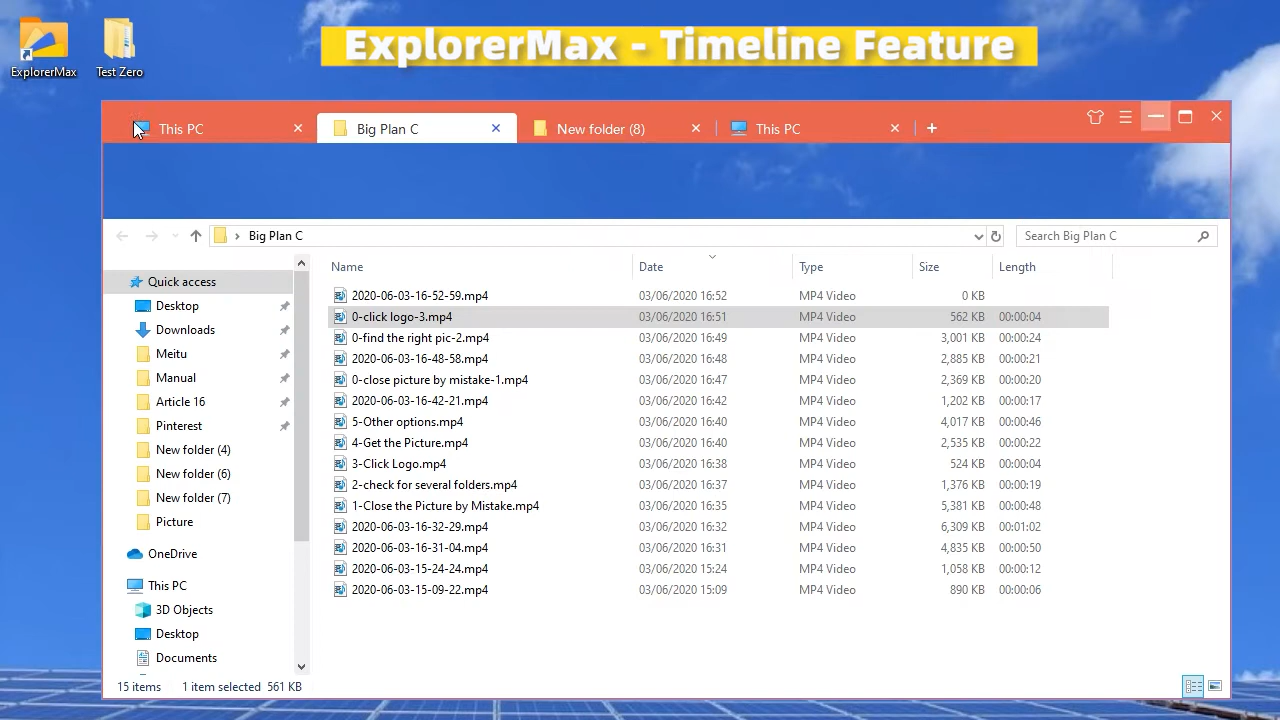 ExplorerMax - Timeline Feature
ExplorerMax
Test Zero
This PC
Big Plan C
New folder (8)
This PC
Big Plan C
Search Big Plan C
Name Date Type Size Length
Quick access
Desktop
Downloads
Meitu
Manual
Article 16
Pinterest
New folder (4)
New folder (6)
New folder (7)
Picture
OneDrive
This PC
3D Objects
Desktop
Documents
2020-06-03-16-52-59.mp4 03/06/2020 16:52 MP4 Video 0 KB
0-click logo-3.mp4 03/06/2020 16:51 MP4 Video 562 KB 00:00:04
0-find the right pic-2.mp4 03/06/2020 16:49 MP4 Video 3,001 KB 00:00:24
2020-06-03-16-48-58.mp4 03/06/2020 16:48 MP4 Video 2,885 KB 00:00:21
0-close picture by mistake-1.mp4 03/06/2020 16:47 MP4 Video 2,369 KB 00:00:20
2020-06-03-16-42-21.mp4 03/06/2020 16:42 MP4 Video 1,202 KB 00:00:17
5-Other options.mp4 03/06/2020 16:40 MP4 Video 4,017 KB 00:00:46
4-Get the Picture.mp4 03/06/2020 16:40 MP4 Video 2,535 KB 00:00:22
3-Click Logo.mp4 03/06/2020 16:38 MP4 Video 524 KB 00:00:04
2-check for several folders.mp4 03/06/2020 16:37 MP4 Video 1,376 KB 00:00:19
1-Close the Picture by Mistake.mp4 03/06/2020 16:35 MP4 Video 5,381 KB 00:00:48
2020-06-03-16-32-29.mp4 03/06/2020 16:32 MP4 Video 6,309 KB 00:01:02
2020-06-03-16-31-04.mp4 03/06/2020 16:31 MP4 Video 4,835 KB 00:00:50
2020-06-03-15-24-24.mp4 03/06/2020 15:24 MP4 Video 1,058 KB 00:00:12
2020-06-03-15-09-22.mp4 03/06/2020 15:09 MP4 Video 890 KB 00:00:06
15 items 1 item selected 561 KB